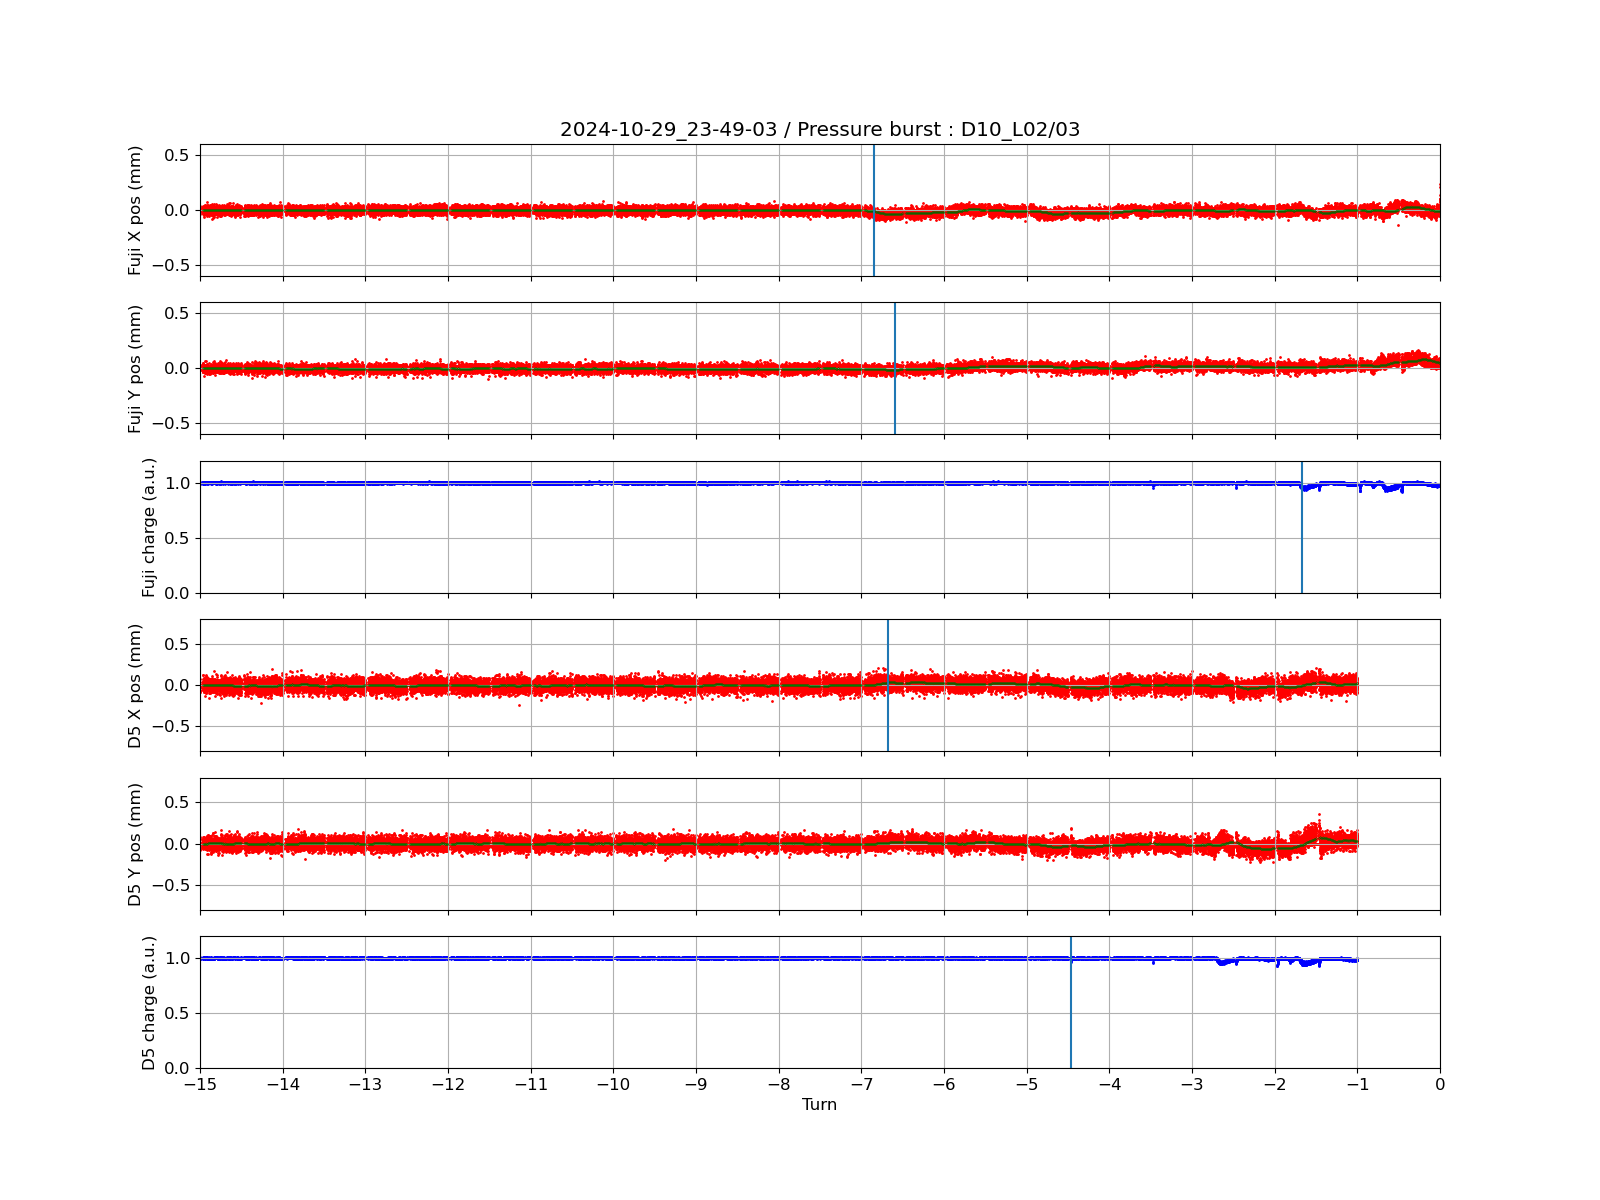 2024-10-29_23-49-03 / Pressure burst : D10_L02/03
Fuji X pos (mm)
0.5
0.0
−0.5
Fuji Y pos (mm)
0.5
0.0
−0.5
Fuji charge (a.u.)
1.0
0.5
0.0
D5 X pos (mm)
0.5
0.0
−0.5
D5 Y pos (mm)
0.5
0.0
−0.5
D5 charge (a.u.)
1.0
0.5
0.0
−15 −14 −13 −12 −11 −10 −9 −8 −7 −6 −5 −4 −3 −2 −1 0
Turn